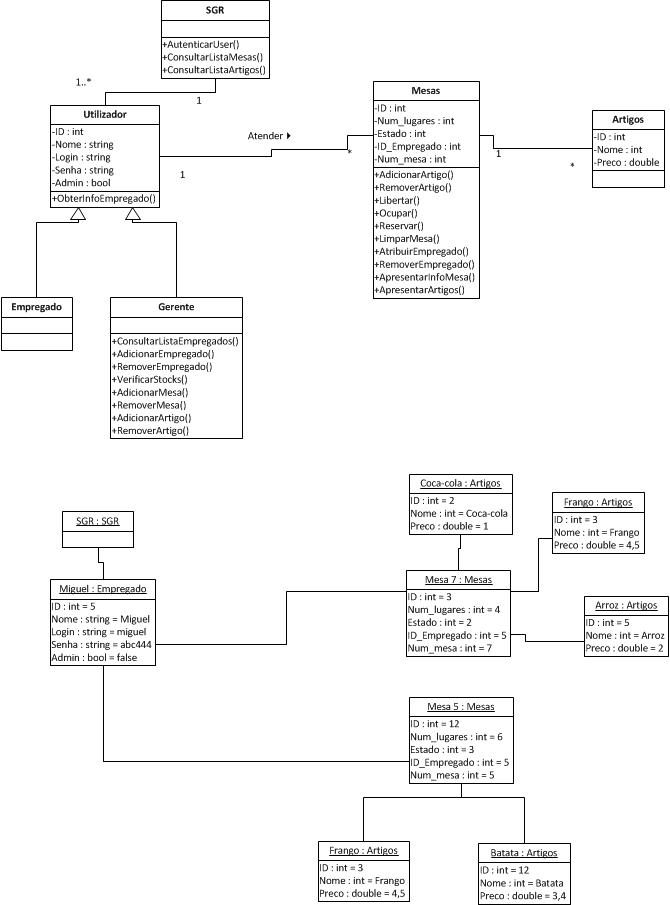 SGR
+AutenticarUser()
+ConsultarListaMesas()
+ConsultarListaArtigos()
1..*
1
Utilizador
-ID : int
-Nome : string
-Login : string
-Senha : string
-Admin : bool
+ObterInfoEmpregado()
1
Atender
*
Mesas
-ID : int
-Num_lugares : int
-Estado : int
-ID_Empregado : int
-Num_mesa : int
+AdicionarArtigo()
+RemoverArtigo()
+Libertar()
+Ocupar()
+Reservar()
+LimparMesa()
+AtribuirEmpregado()
+RemoverEmpregado()
+ApresentarInfoMesa()
+ApresentarArtigos()
1
*
Artigos
-ID : int
-Nome : int
-Preco : double
Empregado
Gerente
+ConsultarListaEmpregados()
+AdicionarEmpregado()
+RemoverEmpregado()
+VerificarStocks()
+AdicionarMesa()
+RemoverMesa()
+AdicionarArtigo()
+RemoverArtigo()
SGR : SGR
Miguel : Empregado
ID : int = 5
Nome : string = Miguel
Login : string = miguel
Senha : string = abc444
Admin : bool = false
Coca-cola : Artigos
ID : int = 2
Nome : int = Coca-cola
Preco : double = 1
Frango : Artigos
ID : int = 3
Nome : int = Frango
Preco : double = 4,5
Mesa 7 : Mesas
ID : int = 3
Num_lugares : int = 4
Estado : int = 2
ID_Empregado : int = 5
Num_mesa : int = 7
Arroz : Artigos
ID : int = 5
Nome : int = Arroz
Preco : double = 2
Mesa 5 : Mesas
ID : int = 12
Num_lugares : int = 6
Estado : int = 3
ID_Empregado : int = 5
Num_mesa : int = 5
Frango : Artigos
ID : int = 3
Nome : int = Frango
Preco : double = 4,5
Batata : Artigos
ID : int = 12
Nome : int = Batata
Preco : double = 3,4